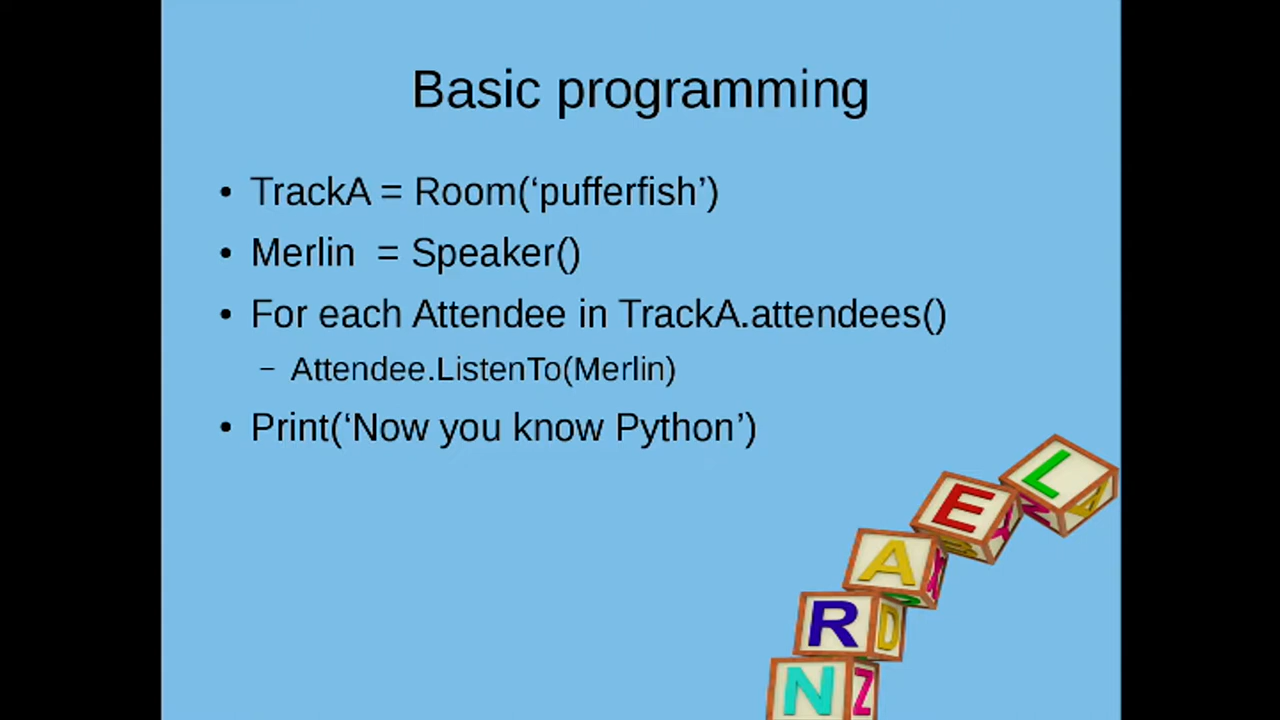 Basic programming
• TrackA = Room(‘pufferfish’)
• Merlin  = Speaker()
• For each Attendee in TrackA.attendees()
– Attendee.ListenTo(Merlin)
• Print(‘Now you know Python’)
L
E
A
R D
N Z